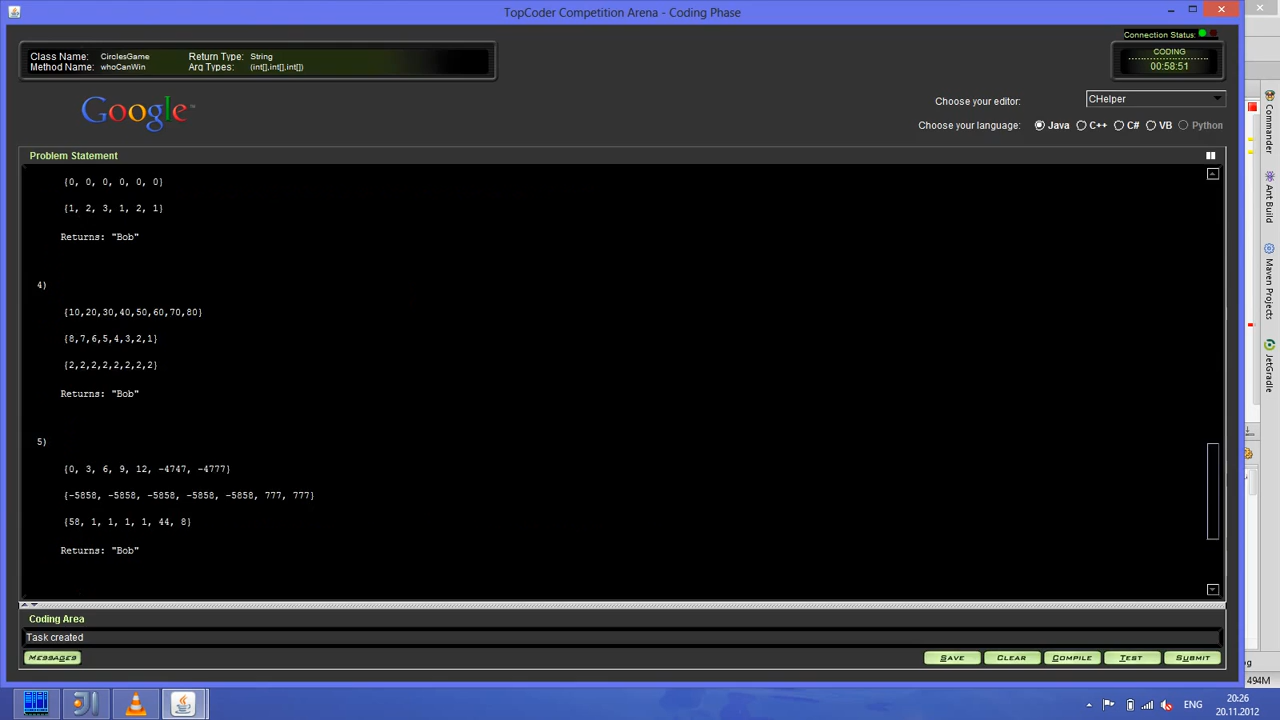 TopCoder Competition Arena - Coding Phase
Connection Status:
Class Name: CirclesGame Return Type: String
Method Name: whoCanWin Arg Types: (int[],int[],int[])
CODING
00:58:51
Google™
Choose your editor: CHelper
Choose your language: Java C++ C# VB Python
Problem Statement
{0, 0, 0, 0, 0, 0}
{1, 2, 3, 1, 2, 1}
Returns: "Bob"
4)
{10,20,30,40,50,60,70,80}
{8,7,6,5,4,3,2,1}
{2,2,2,2,2,2,2,2}
Returns: "Bob"
5)
{0, 3, 6, 9, 12, -4747, -4777}
{-5858, -5858, -5858, -5858, -5858, 777, 777}
{58, 1, 1, 1, 1, 44, 8}
Returns: "Bob"
Coding Area
Task created
MESSAGES SAVE CLEAR COMPILE TEST SUBMIT
Commander
Ant Build
Maven Projects
JetGradle
494M
ENG
20:26
20.11.2012